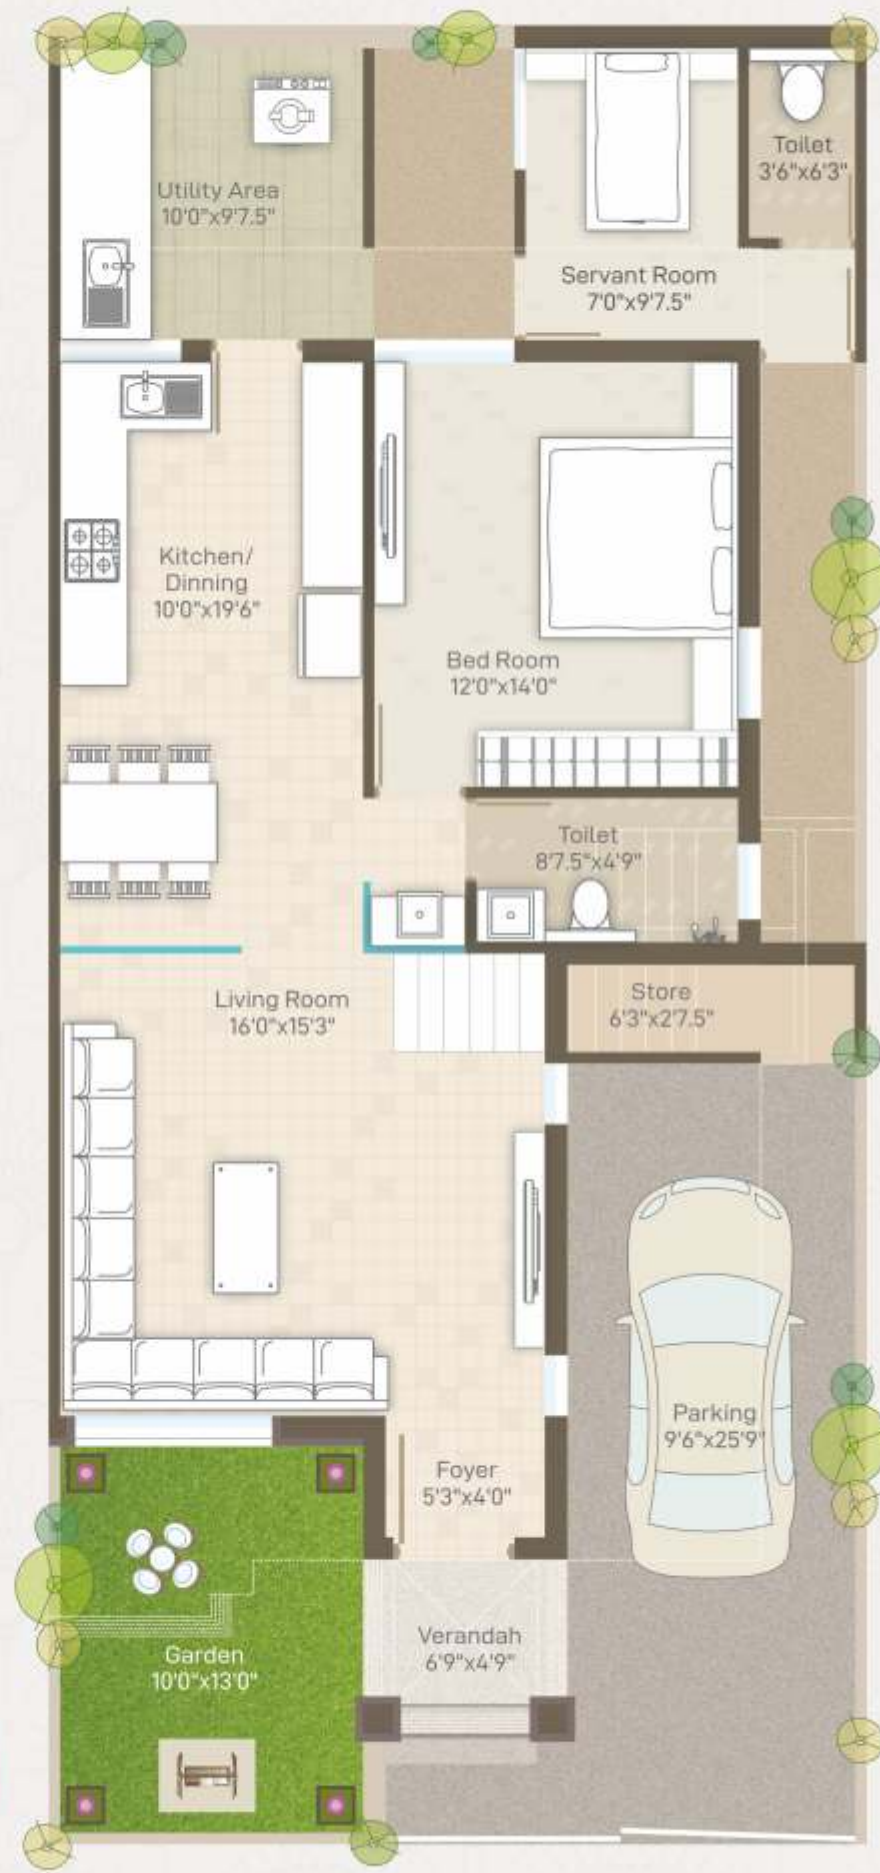 Toilet
3'6"x6'3"
Utility Area
10'0"x9'7.5"
Servant Room
7'0"x9'7.5"
Kitchen/
Dinning
10'0"x19'6"
Bed Room
12'0"x14'0"
Toilet
8'7.5"x4'9"
Living Room
16'0"x15'3"
Store
6'3"x2'7.5"
Parking
9'6"x25'9"
Foyer
5'3"x4'0"
Verandah
6'9"x4'9"
Garden
10'0"x13'0"